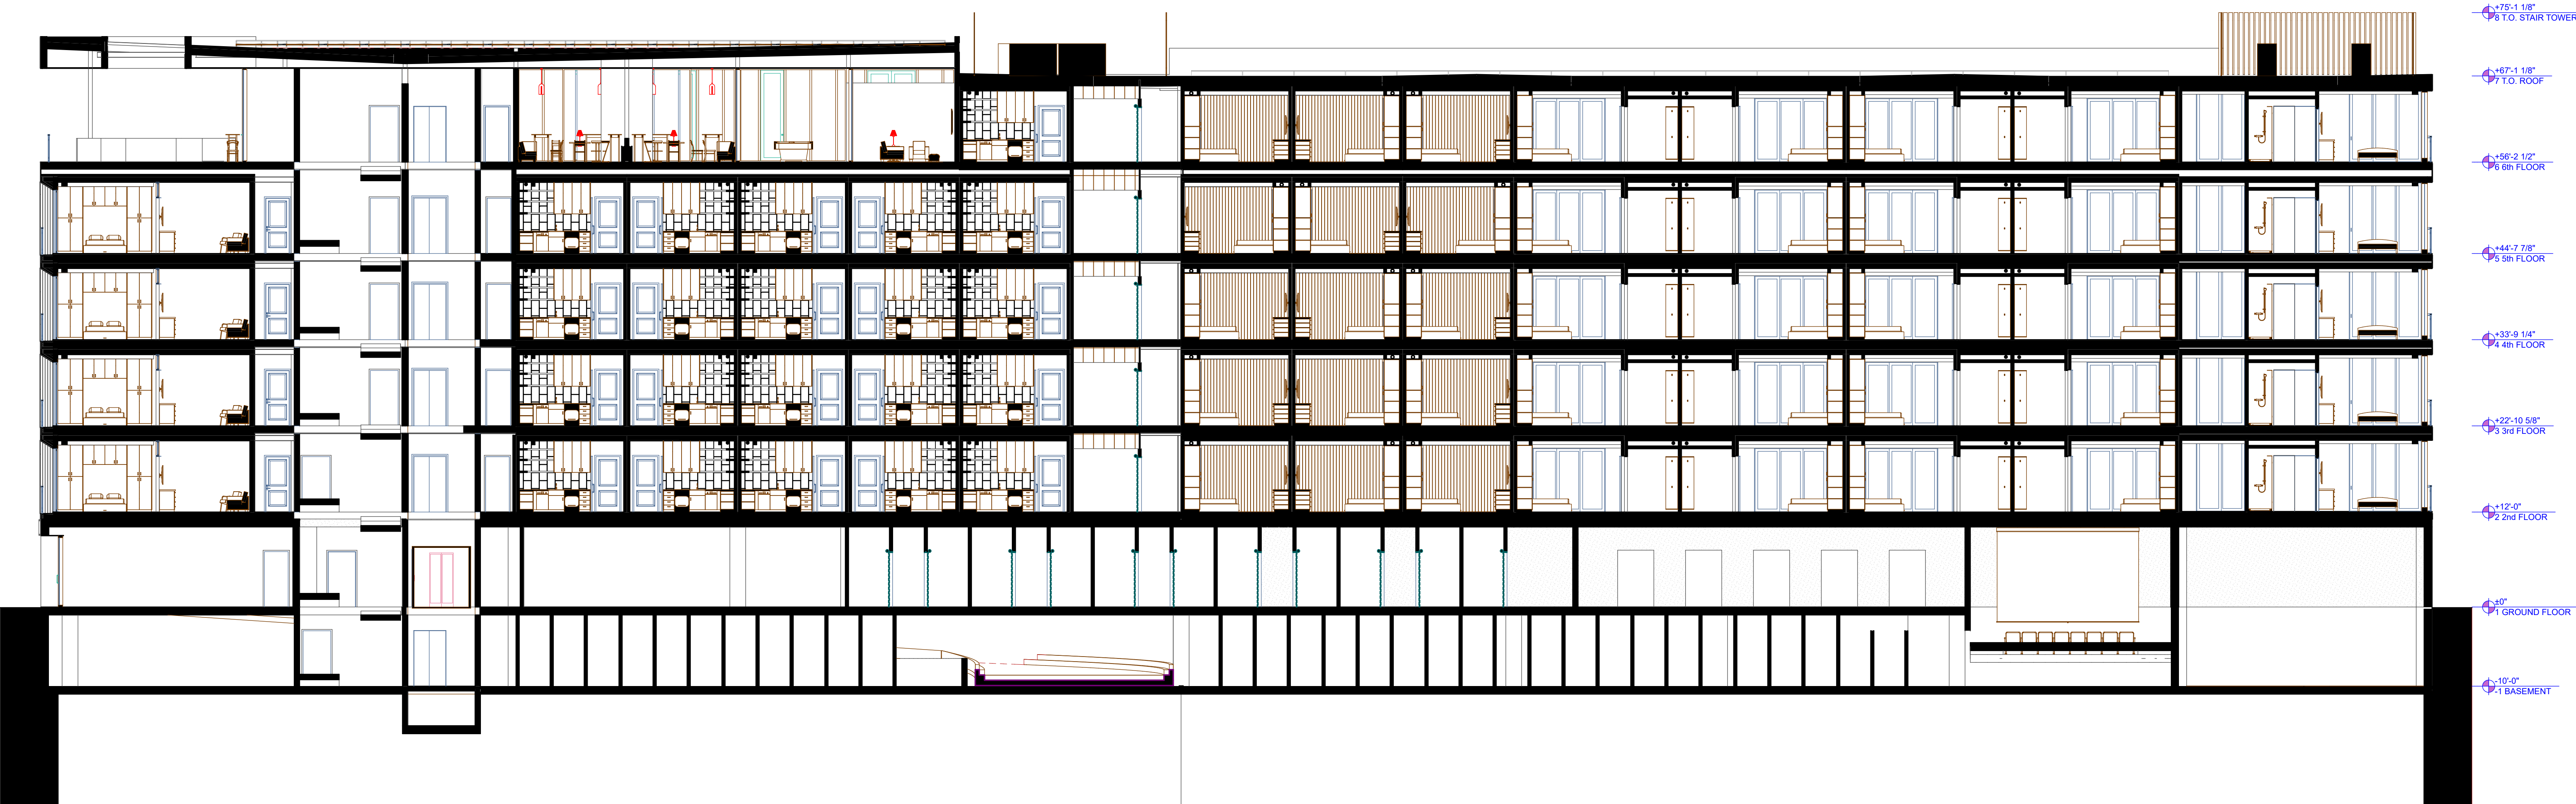 +75'-1 1/8"
8 T.O. STAIR TOWER
+67'-1 1/8"
7 T.O. ROOF
+56'-2 1/2"
6 6th FLOOR
+44'-7 7/8"
5 5th FLOOR
+33'-9 1/4"
4 4th FLOOR
+22'-10 5/8"
3 3rd FLOOR
+12'-0"
2 2nd FLOOR
±0"
1 GROUND FLOOR
-10'-0"
-1 BASEMENT